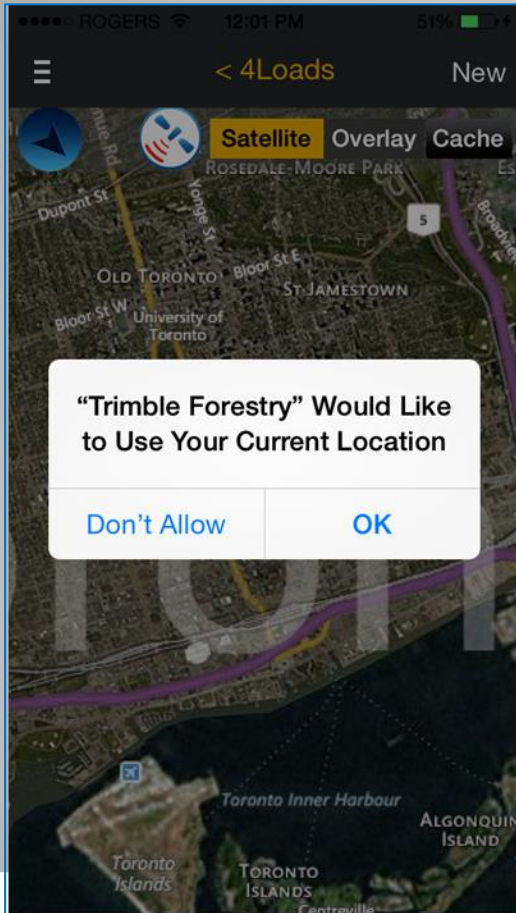 ROGERS 12:01 PM 51%
< 4Loads New
Satellite Overlay Cache
ROSEDALE-MOORE PARK
Dupont St
Yonge St
5
Broadview
OLD TORONTO Bloor St E
ST JAMESTOWN
Bloor St W University of
Toronto
“Trimble Forestry” Would Like
to Use Your Current Location
Don’t Allow OK
Toronto Inner Harbour
ALGONQUIN
ISLAND
Toronto
Islands
TORONTO
ISLANDS
Centreville